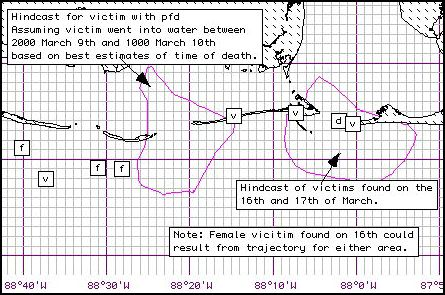 Hindcast for victim with pfd
Assuming victim went into water between
2000 March 9th and 1000 March 10th
based on best estimates of time of death.
v
v
d
v
f
v
f
f
Hindcast of victims found on the
16th and 17th of March.
Note: Female vicitim found on 16th could
result from trajectory for either area.
88°40'W
88°30'W
88°20'W
88°10'W
88°0'W
87°5